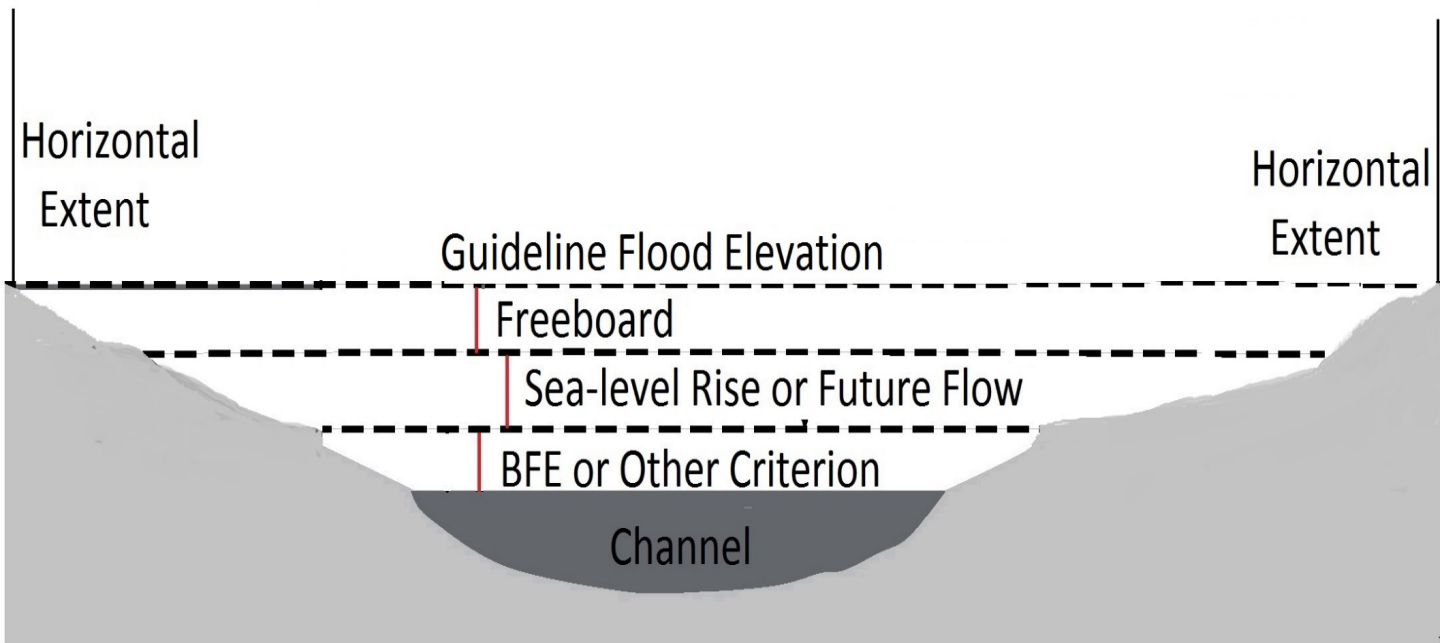 Horizontal
Extent
Horizontal
Extent
Guideline Flood Elevation
Freeboard
Sea-level Rise or Future Flow
BFE or Other Criterion
Channel